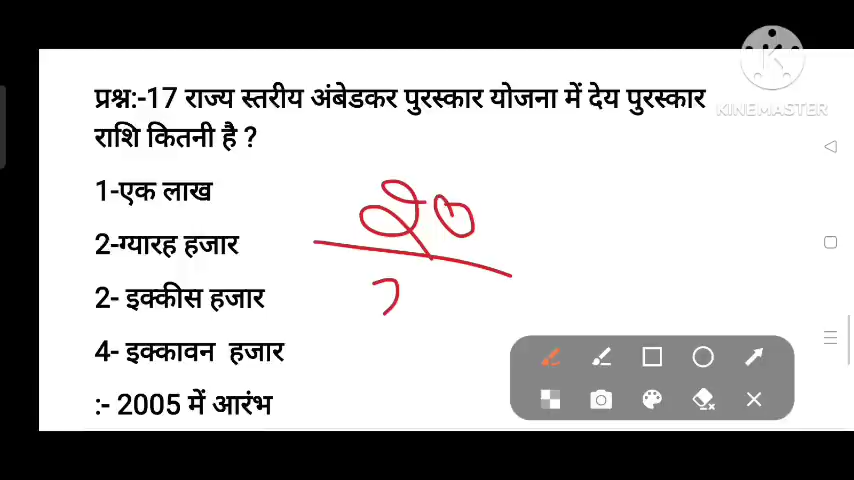 KINEMASTER
प्रश्न:-17 राज्य स्तरीय अंबेडकर पुरस्कार योजना में देय पुरस्कार
राशि कितनी है ?
1-एक लाख
2-ग्यारह हजार
2- इक्कीस हजार
4- इक्कावन  हजार
:- 2005 में आरंभ